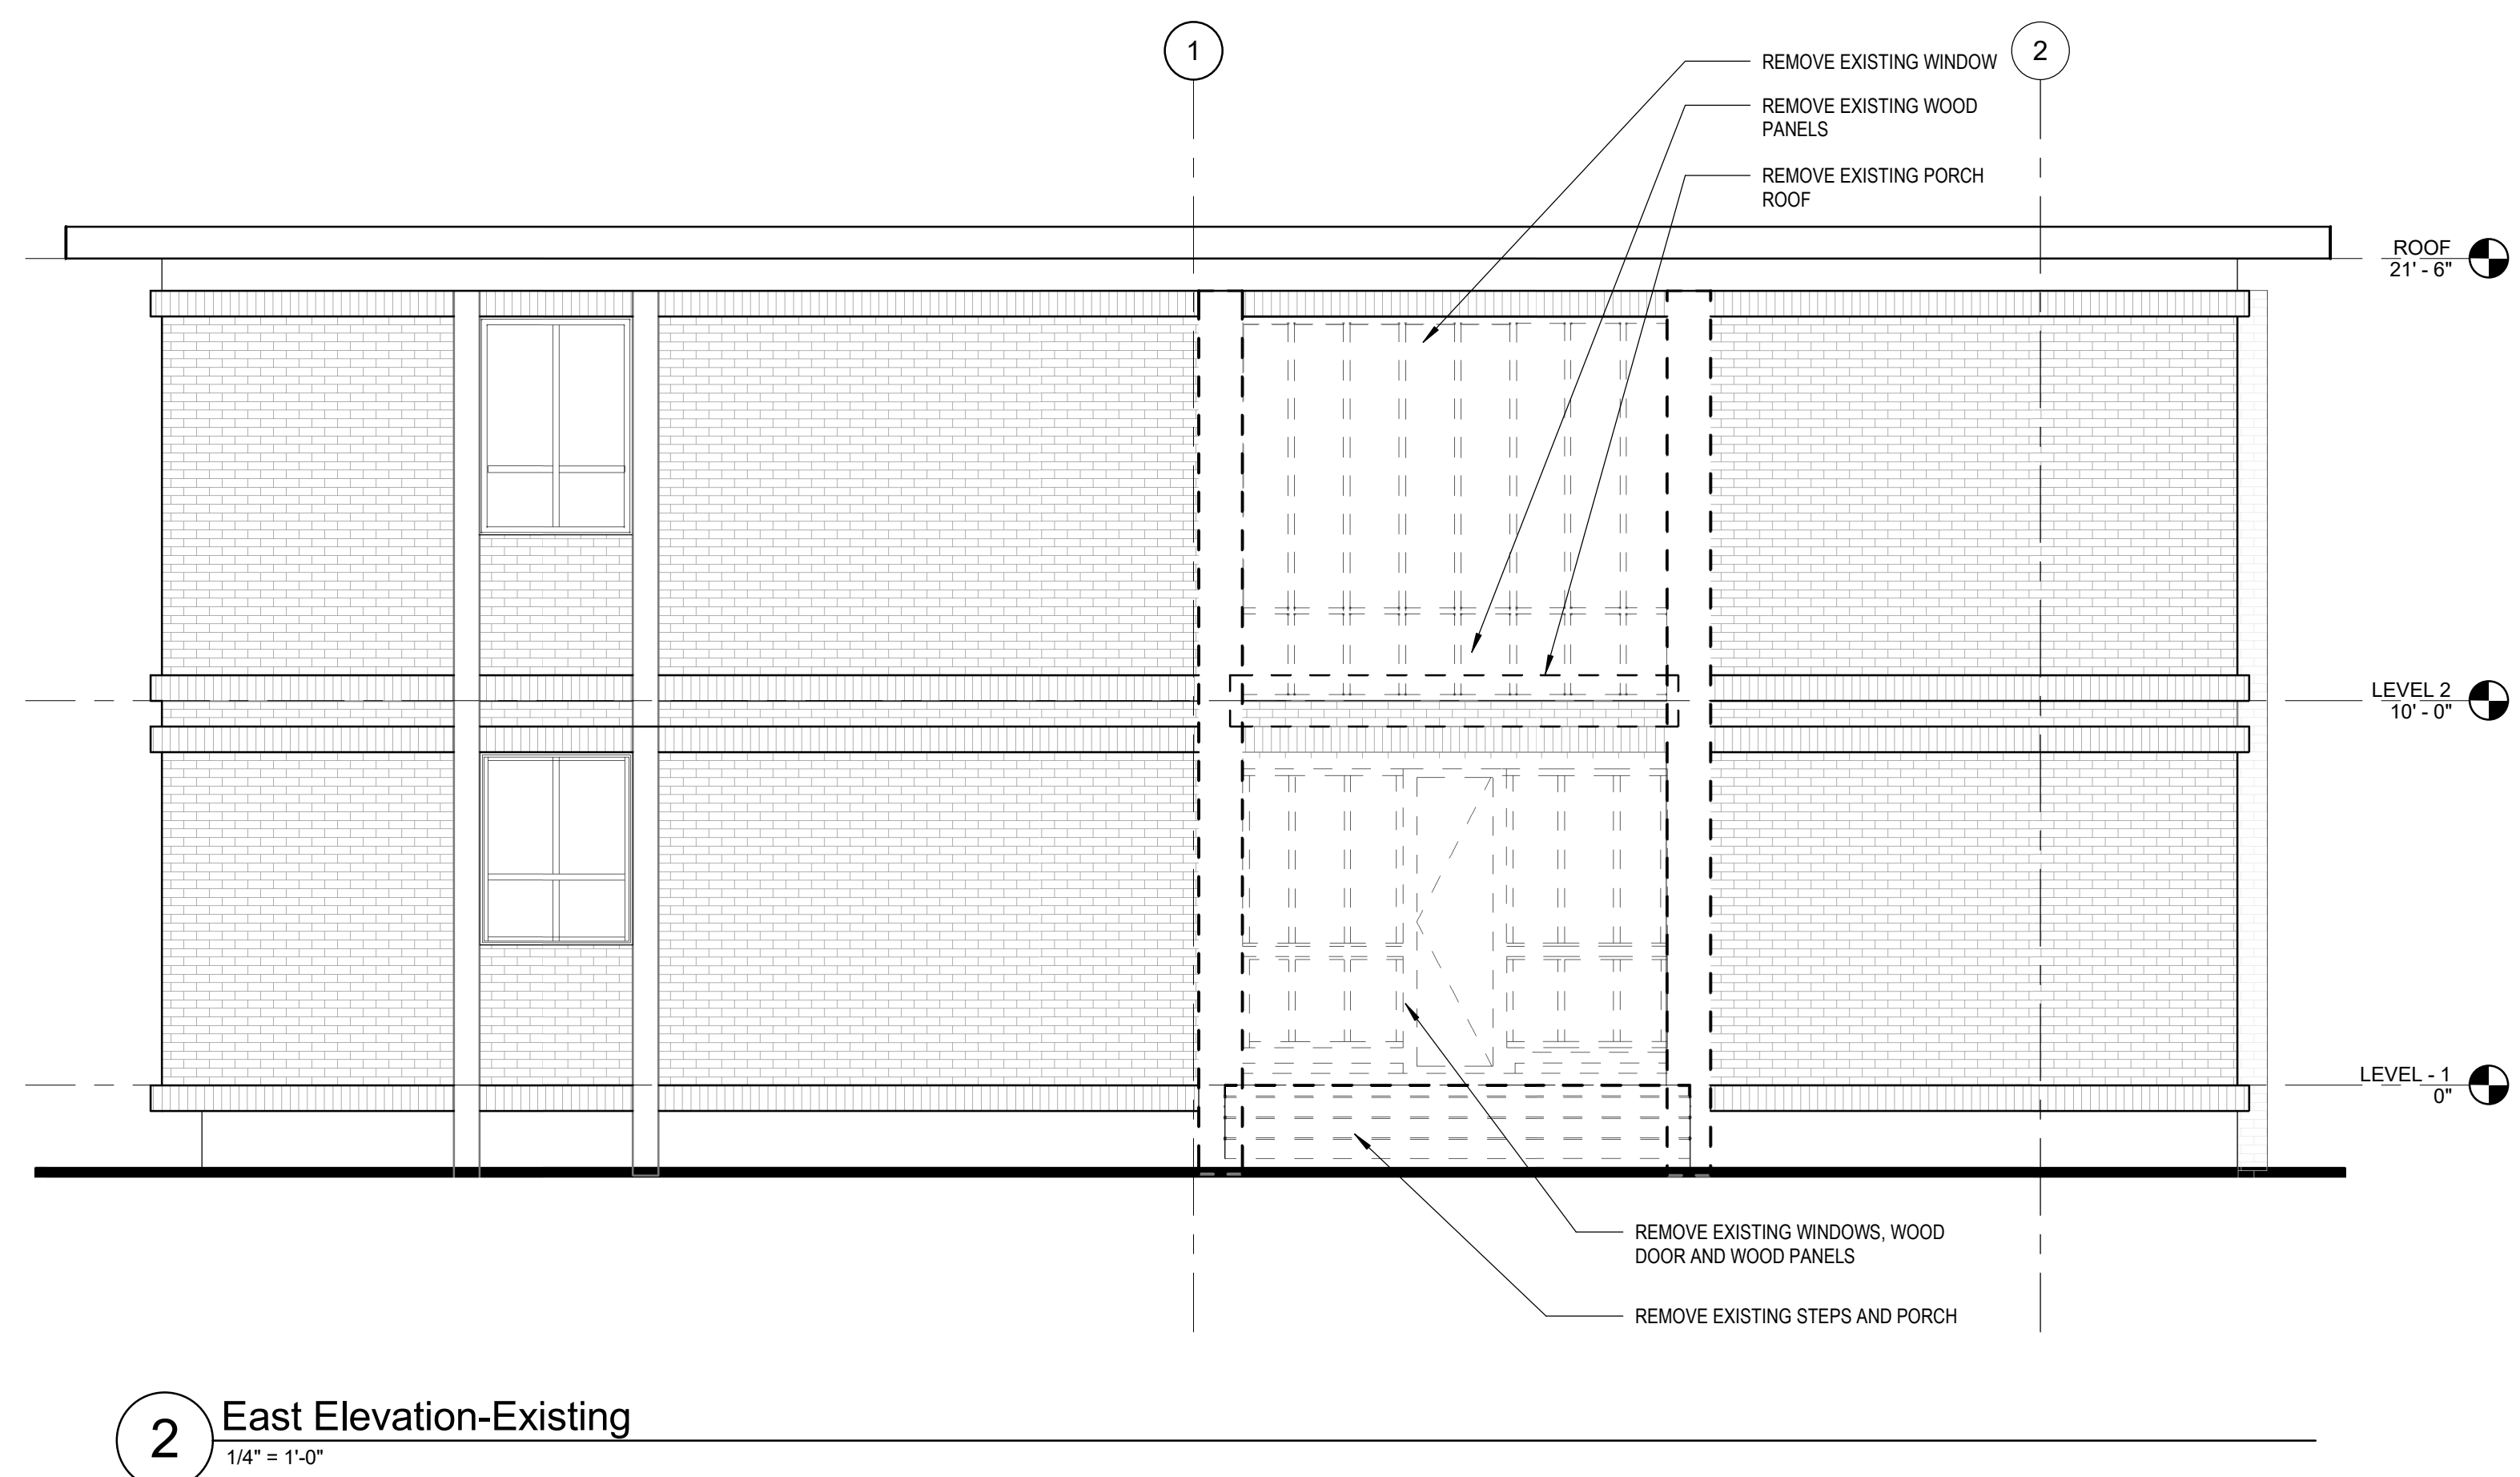 1
2
REMOVE EXISTING WINDOW
REMOVE EXISTING WOOD
PANELS
REMOVE EXISTING PORCH
ROOF
ROOF
21' - 6"
LEVEL 2
10' - 0"
LEVEL - 1
0"
REMOVE EXISTING WINDOWS, WOOD
DOOR AND WOOD PANELS
REMOVE EXISTING STEPS AND PORCH
2
East Elevation-Existing
1/4" = 1'-0"